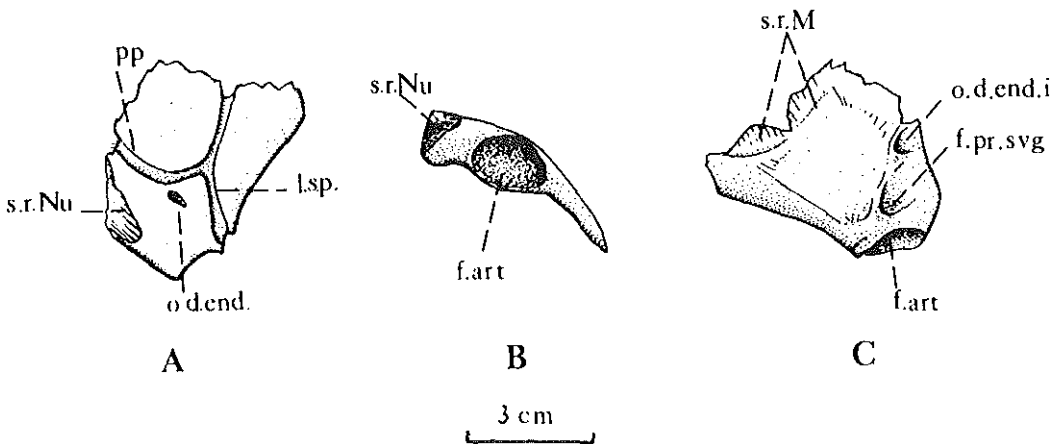 pp
s.r.Nu
l.sp.
o.d.end.
A
s.r.Nu
f.art
B
s.r.M
o.d.end.i
f.pr.svg
f.art
C
3 cm